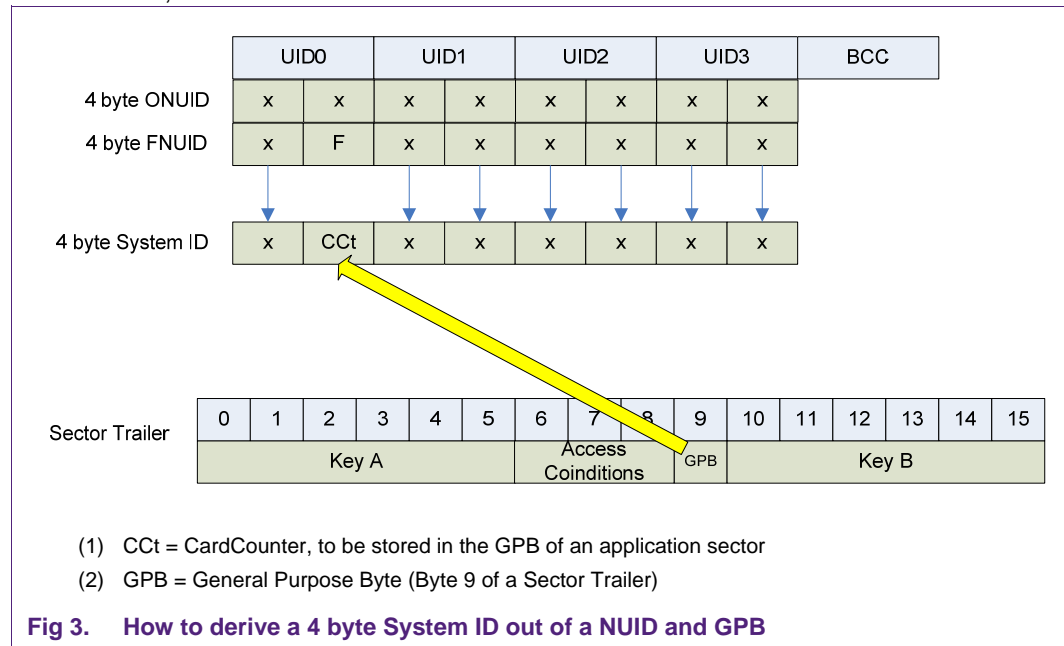 UID0 UID1 UID2 UID3 BCC
4 byte ONUID x x x x x x x x
4 byte FNUID x F x x x x x x
4 byte System ID x CCt x x x x x x
Sector Trailer 0 1 2 3 4 5 6 7 8 9 10 11 12 13 14 15
Key A Access Coinditions GPB Key B
(1) CCt = CardCounter, to be stored in the GPB of an application sector
(2) GPB = General Purpose Byte (Byte 9 of a Sector Trailer)
Fig 3. How to derive a 4 byte System ID out of a NUID and GPB